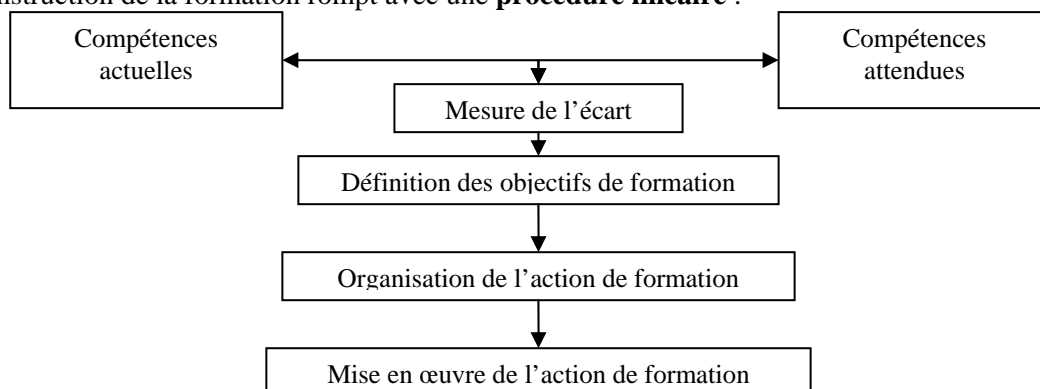 nstruction de la formation rompt avec une procédure linéaire :
Compétences
actuelles
Compétences
attendues
Mesure de l'écart
Définition des objectifs de formation
Organisation de l'action de formation
Mise en œuvre de l'action de formation